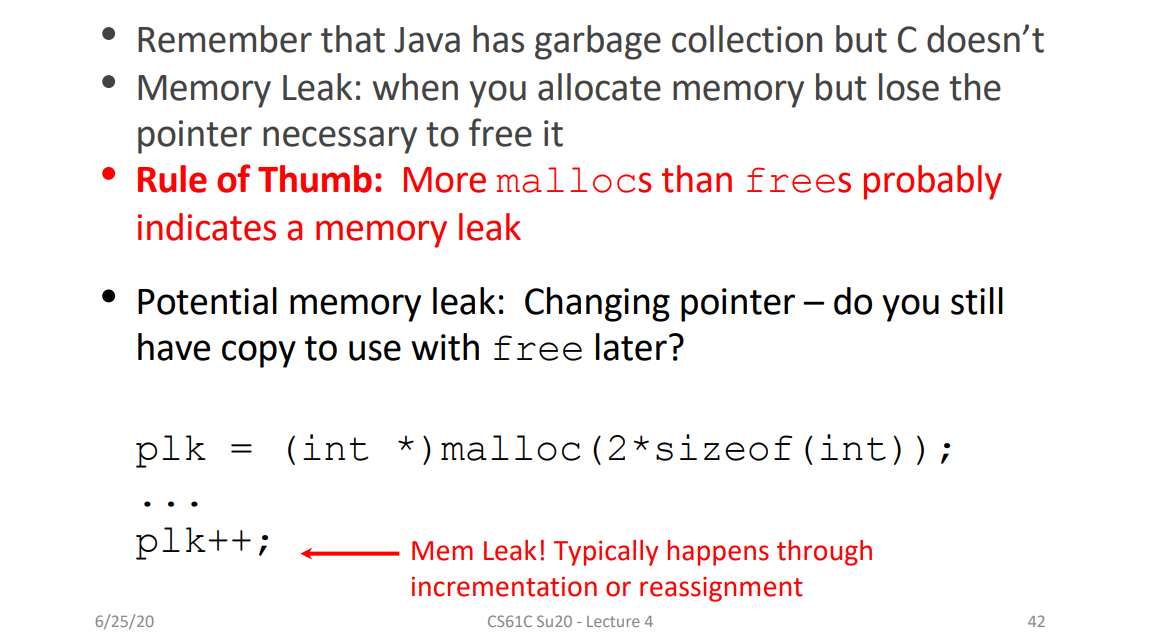 • Remember that Java has garbage collection but C doesn’t
• Memory Leak: when you allocate memory but lose the
pointer necessary to free it
• Rule of Thumb: More mallocs than frees probably
indicates a memory leak
• Potential memory leak: Changing pointer – do you still
have copy to use with free later?
plk = (int *)malloc(2*sizeof(int));
...
plk++;
Mem Leak! Typically happens through
incrementation or reassignment
6/25/20 CS61C Su20 - Lecture 4 42